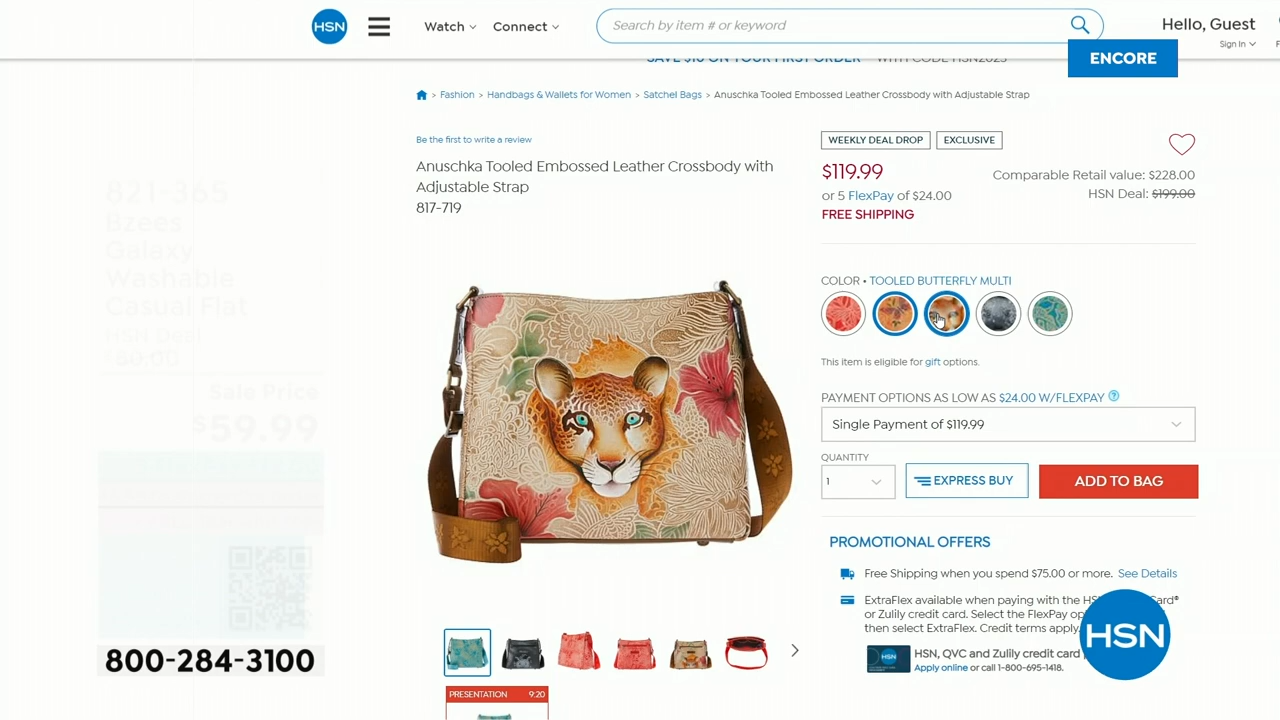 HSN
Watch
Connect
Search by item # or keyword
Hello, Guest
Sign In
ENCORE
SAVE $10 ON YOUR FIRST ORDER WITH CODE HSN2025
Fashion > Handbags & Wallets for Women > Satchel Bags > Anuschka Tooled Embossed Leather Crossbody with Adjustable Strap
Be the first to write a review
Anuschka Tooled Embossed Leather Crossbody with
Adjustable Strap
817-719
WEEKLY DEAL DROP
EXCLUSIVE
$119.99
Comparable Retail value: $228.00
or 5 FlexPay of $24.00
HSN Deal: $199.00
FREE SHIPPING
COLOR • TOOLED BUTTERFLY MULTI
This item is eligible for gift options.
PAYMENT OPTIONS AS LOW AS $24.00 W/FLEXPAY
Single Payment of $119.99
QUANTITY
1
EXPRESS BUY
ADD TO BAG
PROMOTIONAL OFFERS
Free Shipping when you spend $75.00 or more. See Details
ExtraFlex available when paying with the HS Card®
or Zulily credit card. Select the FlexPay op
then select ExtraFlex. Credit terms apply.
HSN
HSN, QVC and Zulily credit card
Apply online or call 1-800-695-1418.
HSN
PRESENTATION 9:20
821-365
Bzees
Galaxy
Washable
Casual Flat
HSN Deal
Sale Price
$59.99
800-284-3100